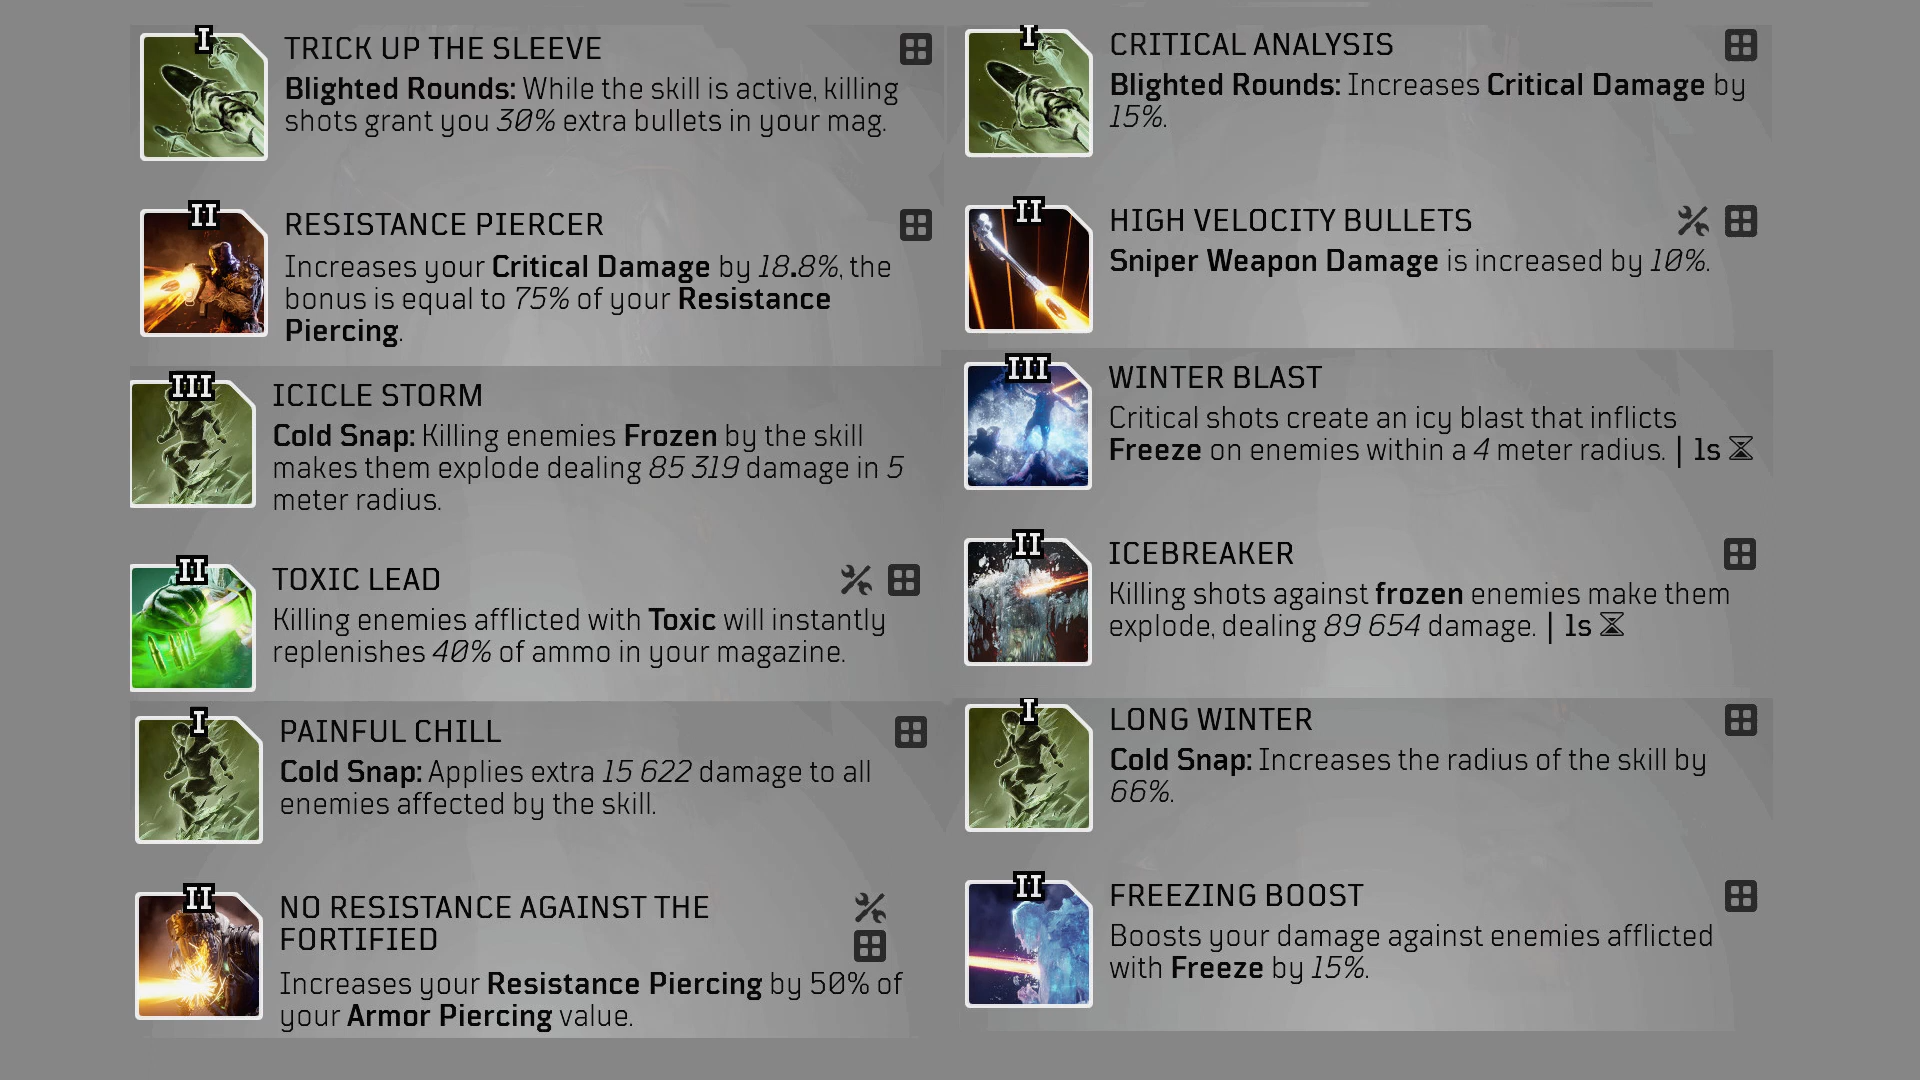 I
TRICK UP THE SLEEVE
Blighted Rounds: While the skill is active, killing
shots grant you 30% extra bullets in your mag.
II
RESISTANCE PIERCER
Increases your Critical Damage by 18.8%, the
bonus is equal to 75% of your Resistance
Piercing.
III
ICICLE STORM
Cold Snap: Killing enemies Frozen by the skill
makes them explode dealing 85 319 damage in 5
meter radius.
II
TOXIC LEAD
Killing enemies afflicted with Toxic will instantly
replenishes 40% of ammo in your magazine.
I
PAINFUL CHILL
Cold Snap: Applies extra 15 622 damage to all
enemies affected by the skill.
II
NO RESISTANCE AGAINST THE
FORTIFIED
Increases your Resistance Piercing by 50% of
your Armor Piercing value.
I
CRITICAL ANALYSIS
Blighted Rounds: Increases Critical Damage by
15%.
II
HIGH VELOCITY BULLETS
Sniper Weapon Damage is increased by 10%.
III
WINTER BLAST
Critical shots create an icy blast that inflicts
Freeze on enemies within a 4 meter radius. | 1s
II
ICEBREAKER
Killing shots against frozen enemies make them
explode, dealing 89 654 damage. | 1s
I
LONG WINTER
Cold Snap: Increases the radius of the skill by
66%.
II
FREEZING BOOST
Boosts your damage against enemies afflicted
with Freeze by 15%.